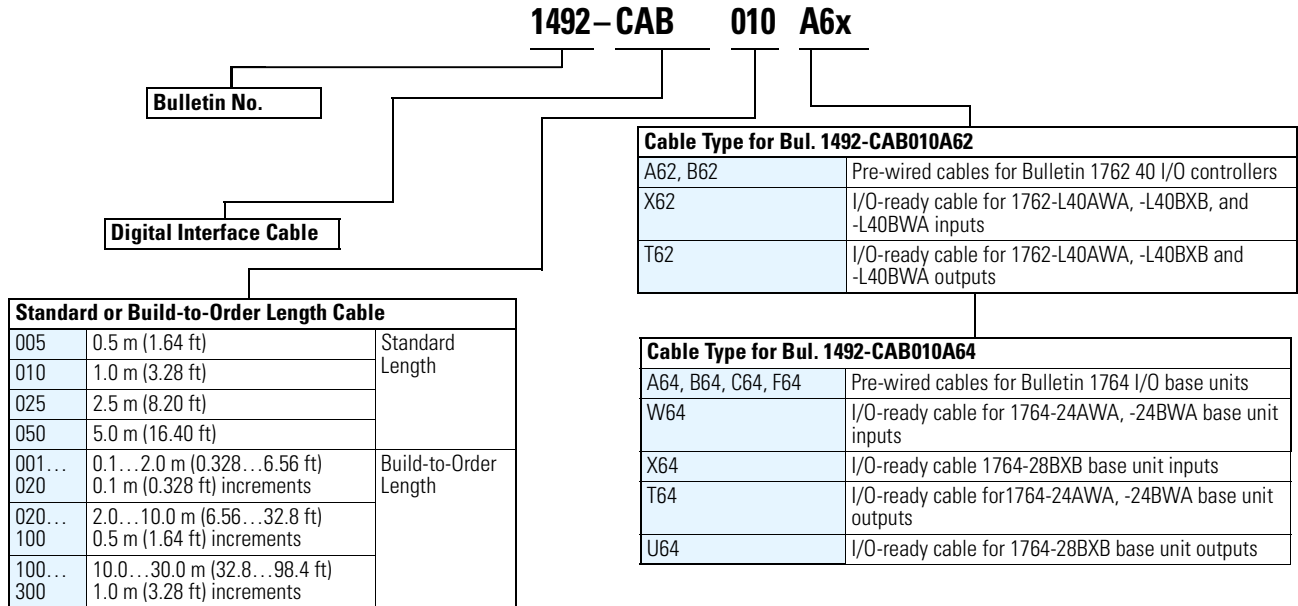 1492–CAB 010 A6x
Bulletin No.
Digital Interface Cable
Standard or Build-to-Order Length Cable
005 0.5 m (1.64 ft) Standard
Length
010 1.0 m (3.28 ft)
025 2.5 m (8.20 ft)
050 5.0 m (16.40 ft)
001… 0.1…2.0 m (0.328…6.56 ft) Build-to-Order
020 0.1 m (0.328 ft) increments Length
020… 2.0…10.0 m (6.56…32.8 ft)
100 0.5 m (1.64 ft) increments
100… 10.0…30.0 m (32.8…98.4 ft)
300 1.0 m (3.28 ft) increments
Cable Type for Bul. 1492-CAB010A62
A62, B62 Pre-wired cables for Bulletin 1762 40 I/O controllers
X62 I/O-ready cable for 1762-L40AWA, -L40BXB, and
-L40BWA inputs
T62 I/O-ready cable for 1762-L40AWA, -L40BXB and
-L40BWA outputs
Cable Type for Bul. 1492-CAB010A64
A64, B64, C64, F64 Pre-wired cables for Bulletin 1764 I/O base units
W64 I/O-ready cable for 1764-24AWA, -24BWA base unit
inputs
X64 I/O-ready cable 1764-28BXB base unit inputs
T64 I/O-ready cable for1764-24AWA, -24BWA base unit
outputs
U64 I/O-ready cable for 1764-28BXB base unit outputs